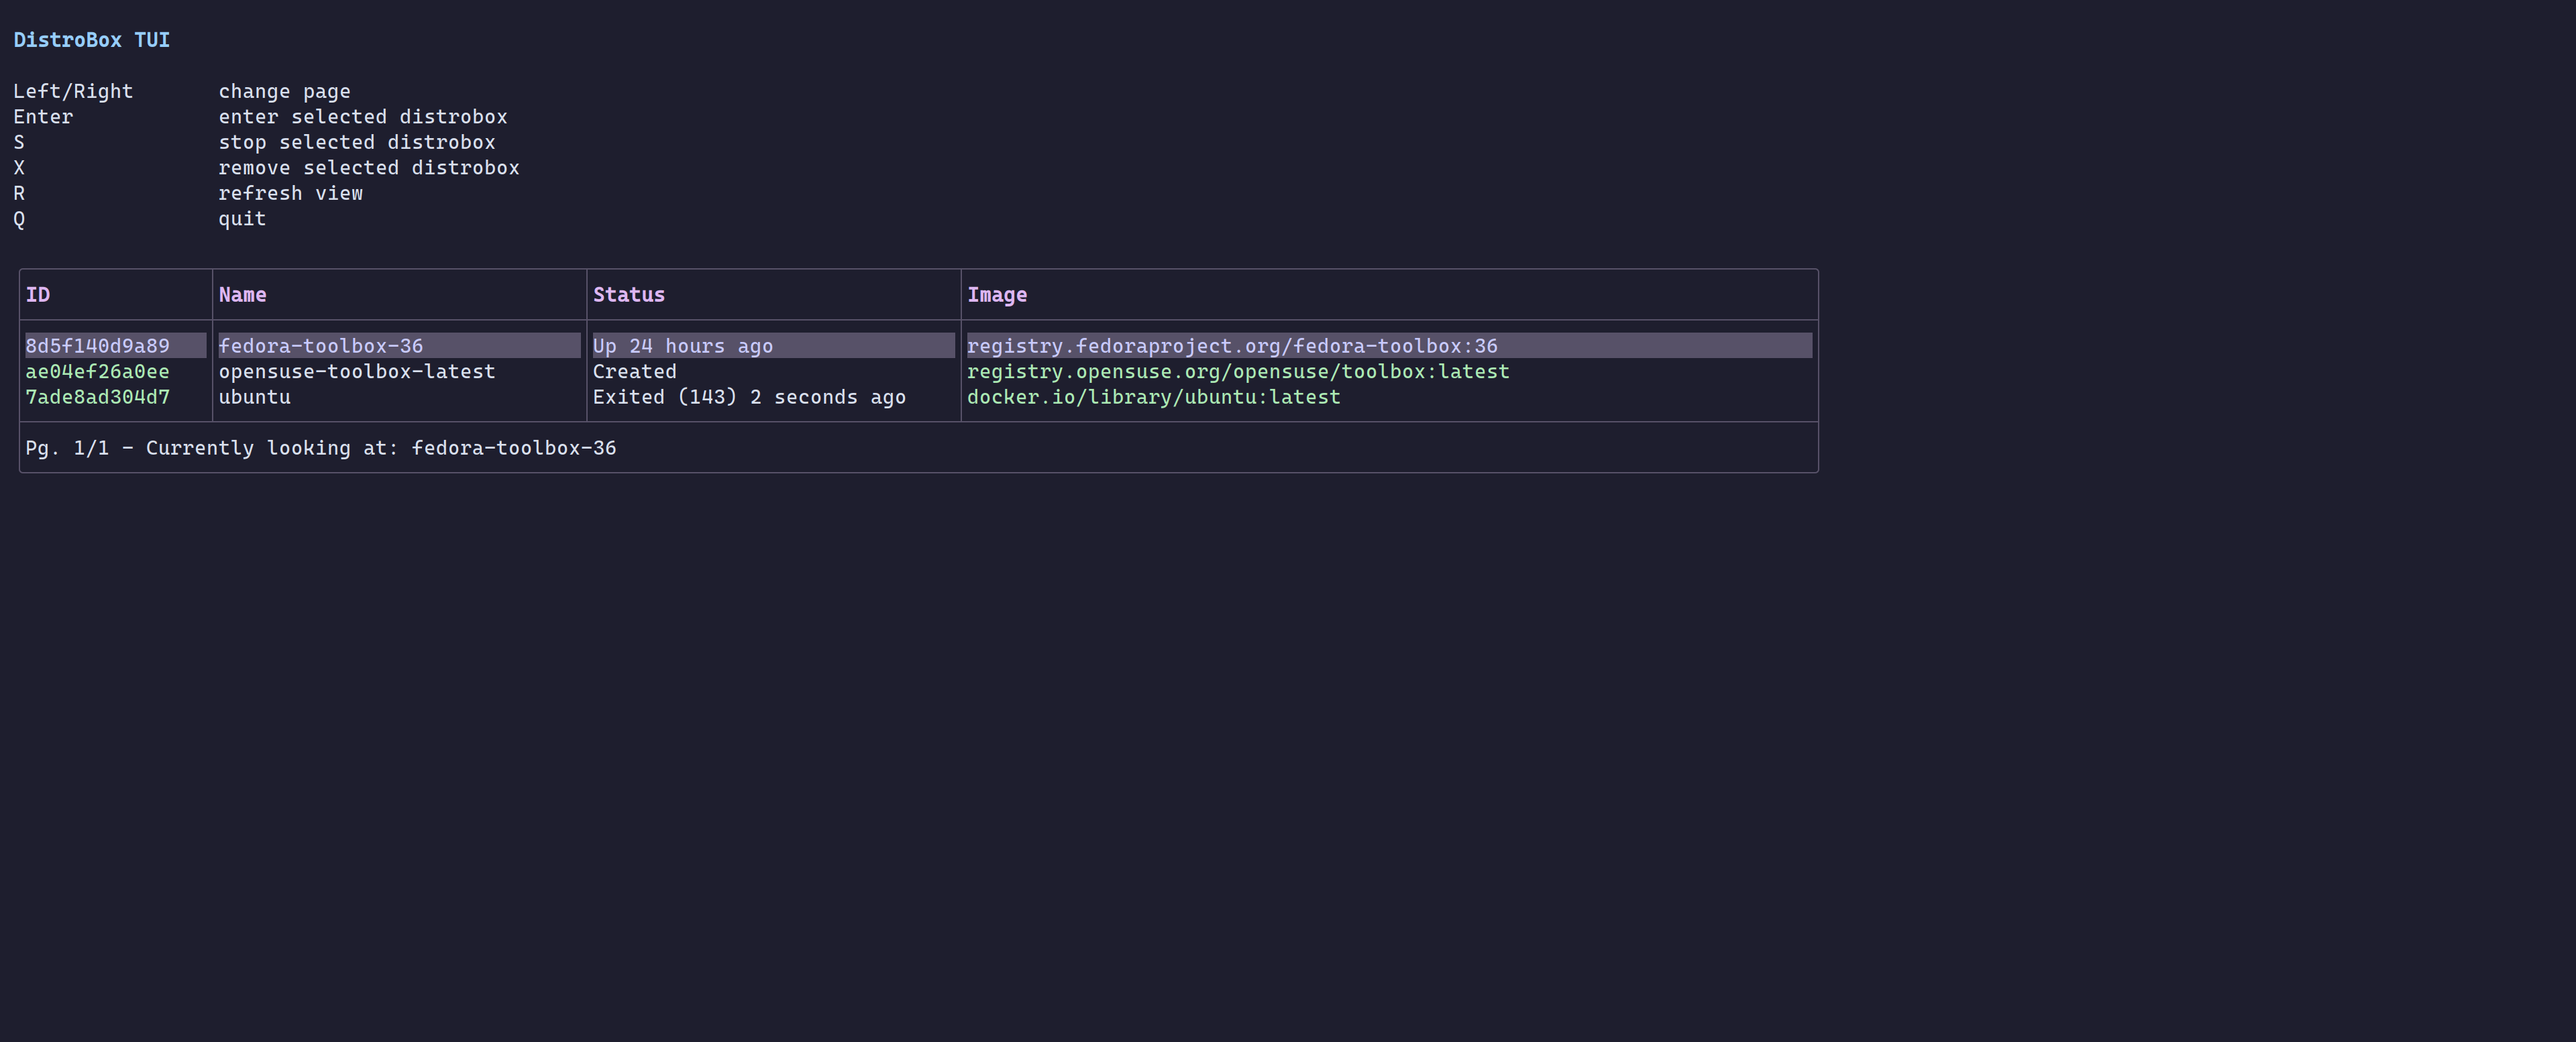 DistroBox TUI
Left/Right change page
Enter enter selected distrobox
S stop selected distrobox
X remove selected distrobox
R refresh view
Q quit
ID Name Status Image
8d5f140d9a89 fedora-toolbox-36 Up 24 hours ago registry.fedoraproject.org/fedora-toolbox:36
ae04ef26a0ee opensuse-toolbox-latest Created registry.opensuse.org/opensuse/toolbox:latest
7ade8ad304d7 ubuntu Exited (143) 2 seconds ago docker.io/library/ubuntu:latest
Pg. 1/1 - Currently looking at: fedora-toolbox-36